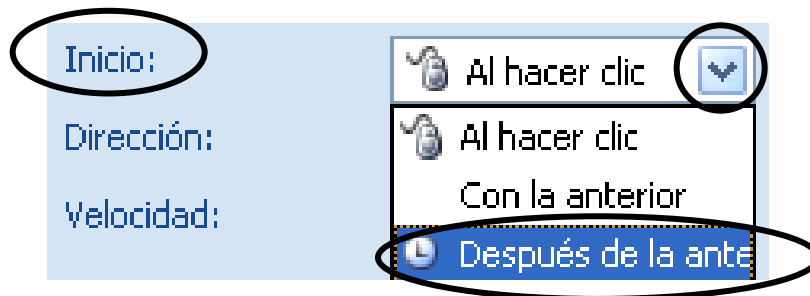 Inicio: Al hacer clic
Dirección: Al hacer clic
Con la anterior
Velocidad:
Después de la ante